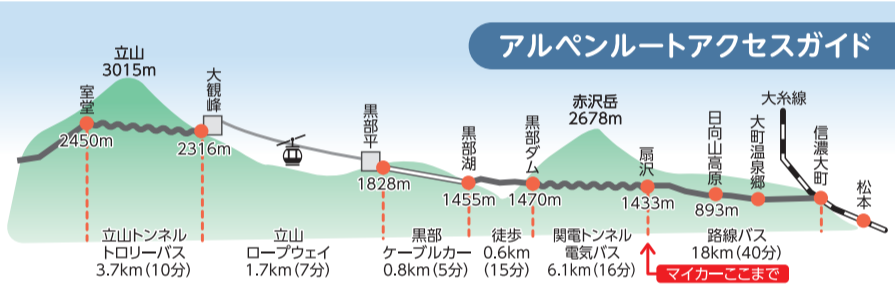 アルペンルートアクセスガイド
立山
3015m
室堂
2450m
大観峰
2316m
黒部平
1828m
黒部湖
1455m
黒部ダム
1470m
赤沢岳
2678m
扇沢
1433m
日向山高原
893m
大町温泉郷
大糸線
信濃大町
松本
立山トンネル
トロリーバス
3.7km(10分)
立山
ロープウェイ
1.7km(7分)
黒部
ケーブルカー
0.8km(5分)
徒歩
0.6km
(15分)
関電トンネル
電気バス
6.1km(16分)
路線バス
18km(40分)
マイカーここまで